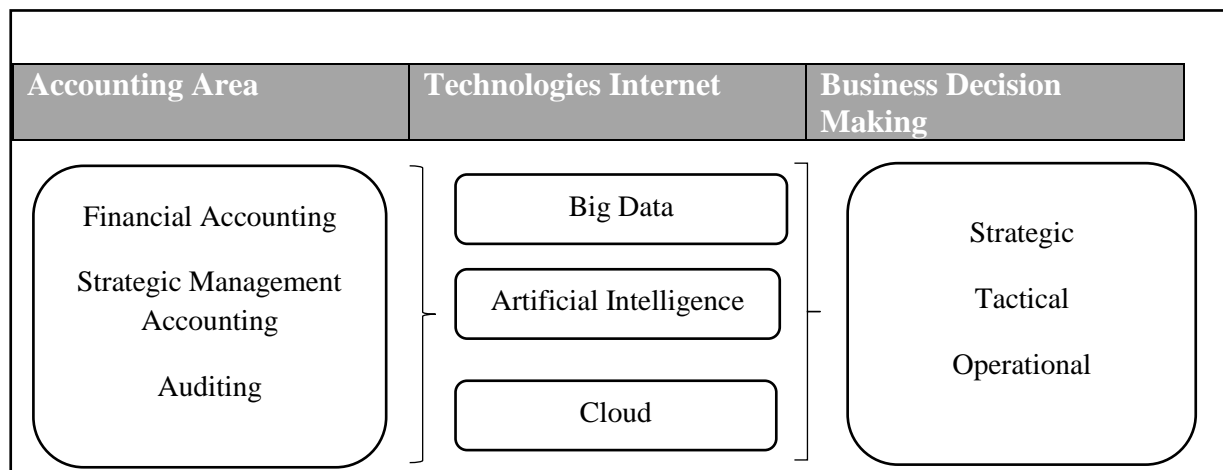 Accounting Area
Technologies Internet
Business Decision
Making
Financial Accounting
Strategic Management
Accounting
Auditing
Big Data
Artificial Intelligence
Cloud
Strategic
Tactical
Operational